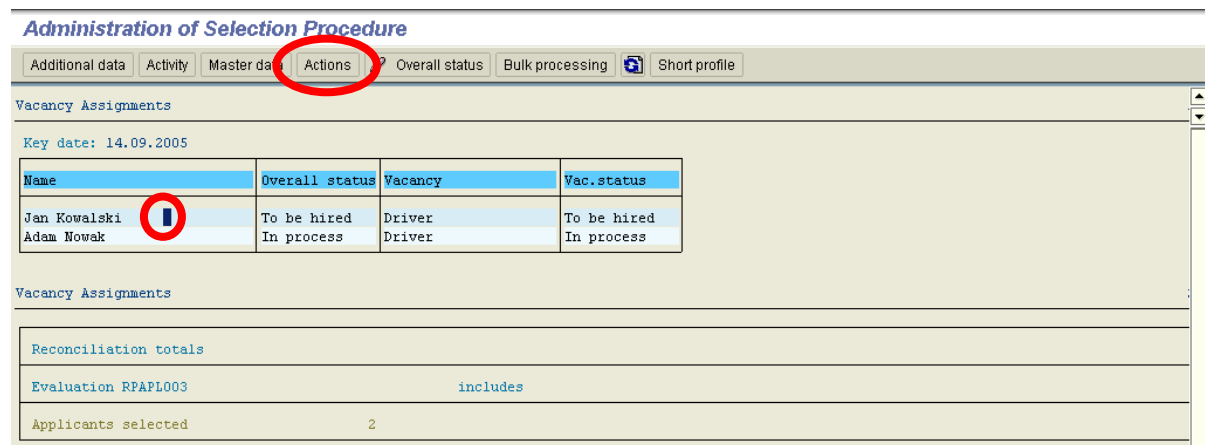 Administration of Selection Procedure
Additional data Activity Master data Actions Overall status Bulk processing Short profile
Vacancy Assignments
Key date: 14.09.2005
Name Overall status Vacancy Vac.status
Jan Kowalski To be hired Driver To be hired
Adam Nowak In process Driver In process
Vacancy Assignments
Reconciliation totals
Evaluation RPAPL003 includes
Applicants selected 2